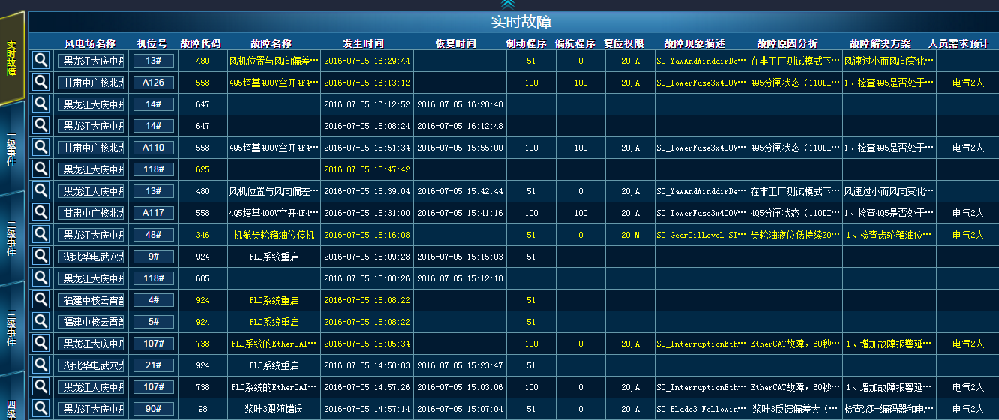 实时故障
实时故障
一级事件
二级事件
三级事件
四级
风电场名称 机位号 故障代码 故障名称 发生时间 恢复时间 制动程序 偏航程序 复位权限 故障现象描述 故障原因分析 故障解决方案 人员需求预计
黑龙江大庆中丹 13# 480 风机位置与风向偏差… 2016-07-05 16:29:44 51 0 20,A SC_YawAndWinddirDe… 在非工厂测试模式下… 风速过小而风向变化…
甘肃中广核北大 A126 558 4Q5塔基400V空开4F4… 2016-07-05 16:13:12 100 100 20,A SC_TowerFuse3x400V… 4Q5分闸状态（110DI… 1、检查4Q5是否处于… 电气2人
黑龙江大庆中丹 14# 647 2016-07-05 16:12:52 2016-07-05 16:28:48
黑龙江大庆中丹 14# 647 2016-07-05 16:08:24 2016-07-05 16:12:48
甘肃中广核北大 A110 558 4Q5塔基400V空开4F4… 2016-07-05 15:51:34 2016-07-05 15:55:00 100 100 20,A SC_TowerFuse3x400V… 4Q5分闸状态（110DI… 1、检查4Q5是否处于… 电气2人
黑龙江大庆中丹 118# 625 2016-07-05 15:47:42
黑龙江大庆中丹 13# 480 风机位置与风向偏差… 2016-07-05 15:39:04 2016-07-05 15:42:44 51 0 20,A SC_YawAndWinddirDe… 在非工厂测试模式下… 风速过小而风向变化…
甘肃中广核北大 A117 558 4Q5塔基400V空开4F4… 2016-07-05 15:31:00 2016-07-05 15:41:16 100 100 20,A SC_TowerFuse3x400V… 4Q5分闸状态（110DI… 1、检查4Q5是否处于… 电气2人
黑龙江大庆中丹 48# 346 机舱齿轮箱油位停机 2016-07-05 15:16:08 51 0 20,M SC_GearOilLevel_ST… 齿轮油液位低持续20… 1、检查齿轮箱油位… 电气2人
湖北华电武穴大 9# 924 PLC系统重启 2016-07-05 15:09:28 2016-07-05 15:15:03 51
黑龙江大庆中丹 118# 685 2016-07-05 15:08:26 2016-07-05 15:12:10
福建中核云霄曾 4# 924 PLC系统重启 2016-07-05 15:08:22 51
福建中核云霄曾 5# 924 PLC系统重启 2016-07-05 15:08:22 51
黑龙江大庆中丹 107# 738 PLC系统的EtherCAT… 2016-07-05 15:05:34 100 0 20,A SC_InterruptionEth… EtherCAT故障，60秒… 1、增加故障报警延… 电气2人
湖北华电武穴大 21# 924 PLC系统重启 2016-07-05 14:58:03 2016-07-05 15:23:47 51
黑龙江大庆中丹 107# 738 PLC系统的EtherCAT… 2016-07-05 14:57:26 2016-07-05 15:03:06 100 0 20,A SC_InterruptionEth… EtherCAT故障，60秒… 1、增加故障报警延… 电气2人
黑龙江大庆中丹 90# 98 桨叶3跟随错误 2016-07-05 14:57:14 2016-07-05 15:07:04 51 0 20,A SC_Blade3_Followin… 桨叶3反馈偏差大（… 检查桨叶编码器和电… 电气2人